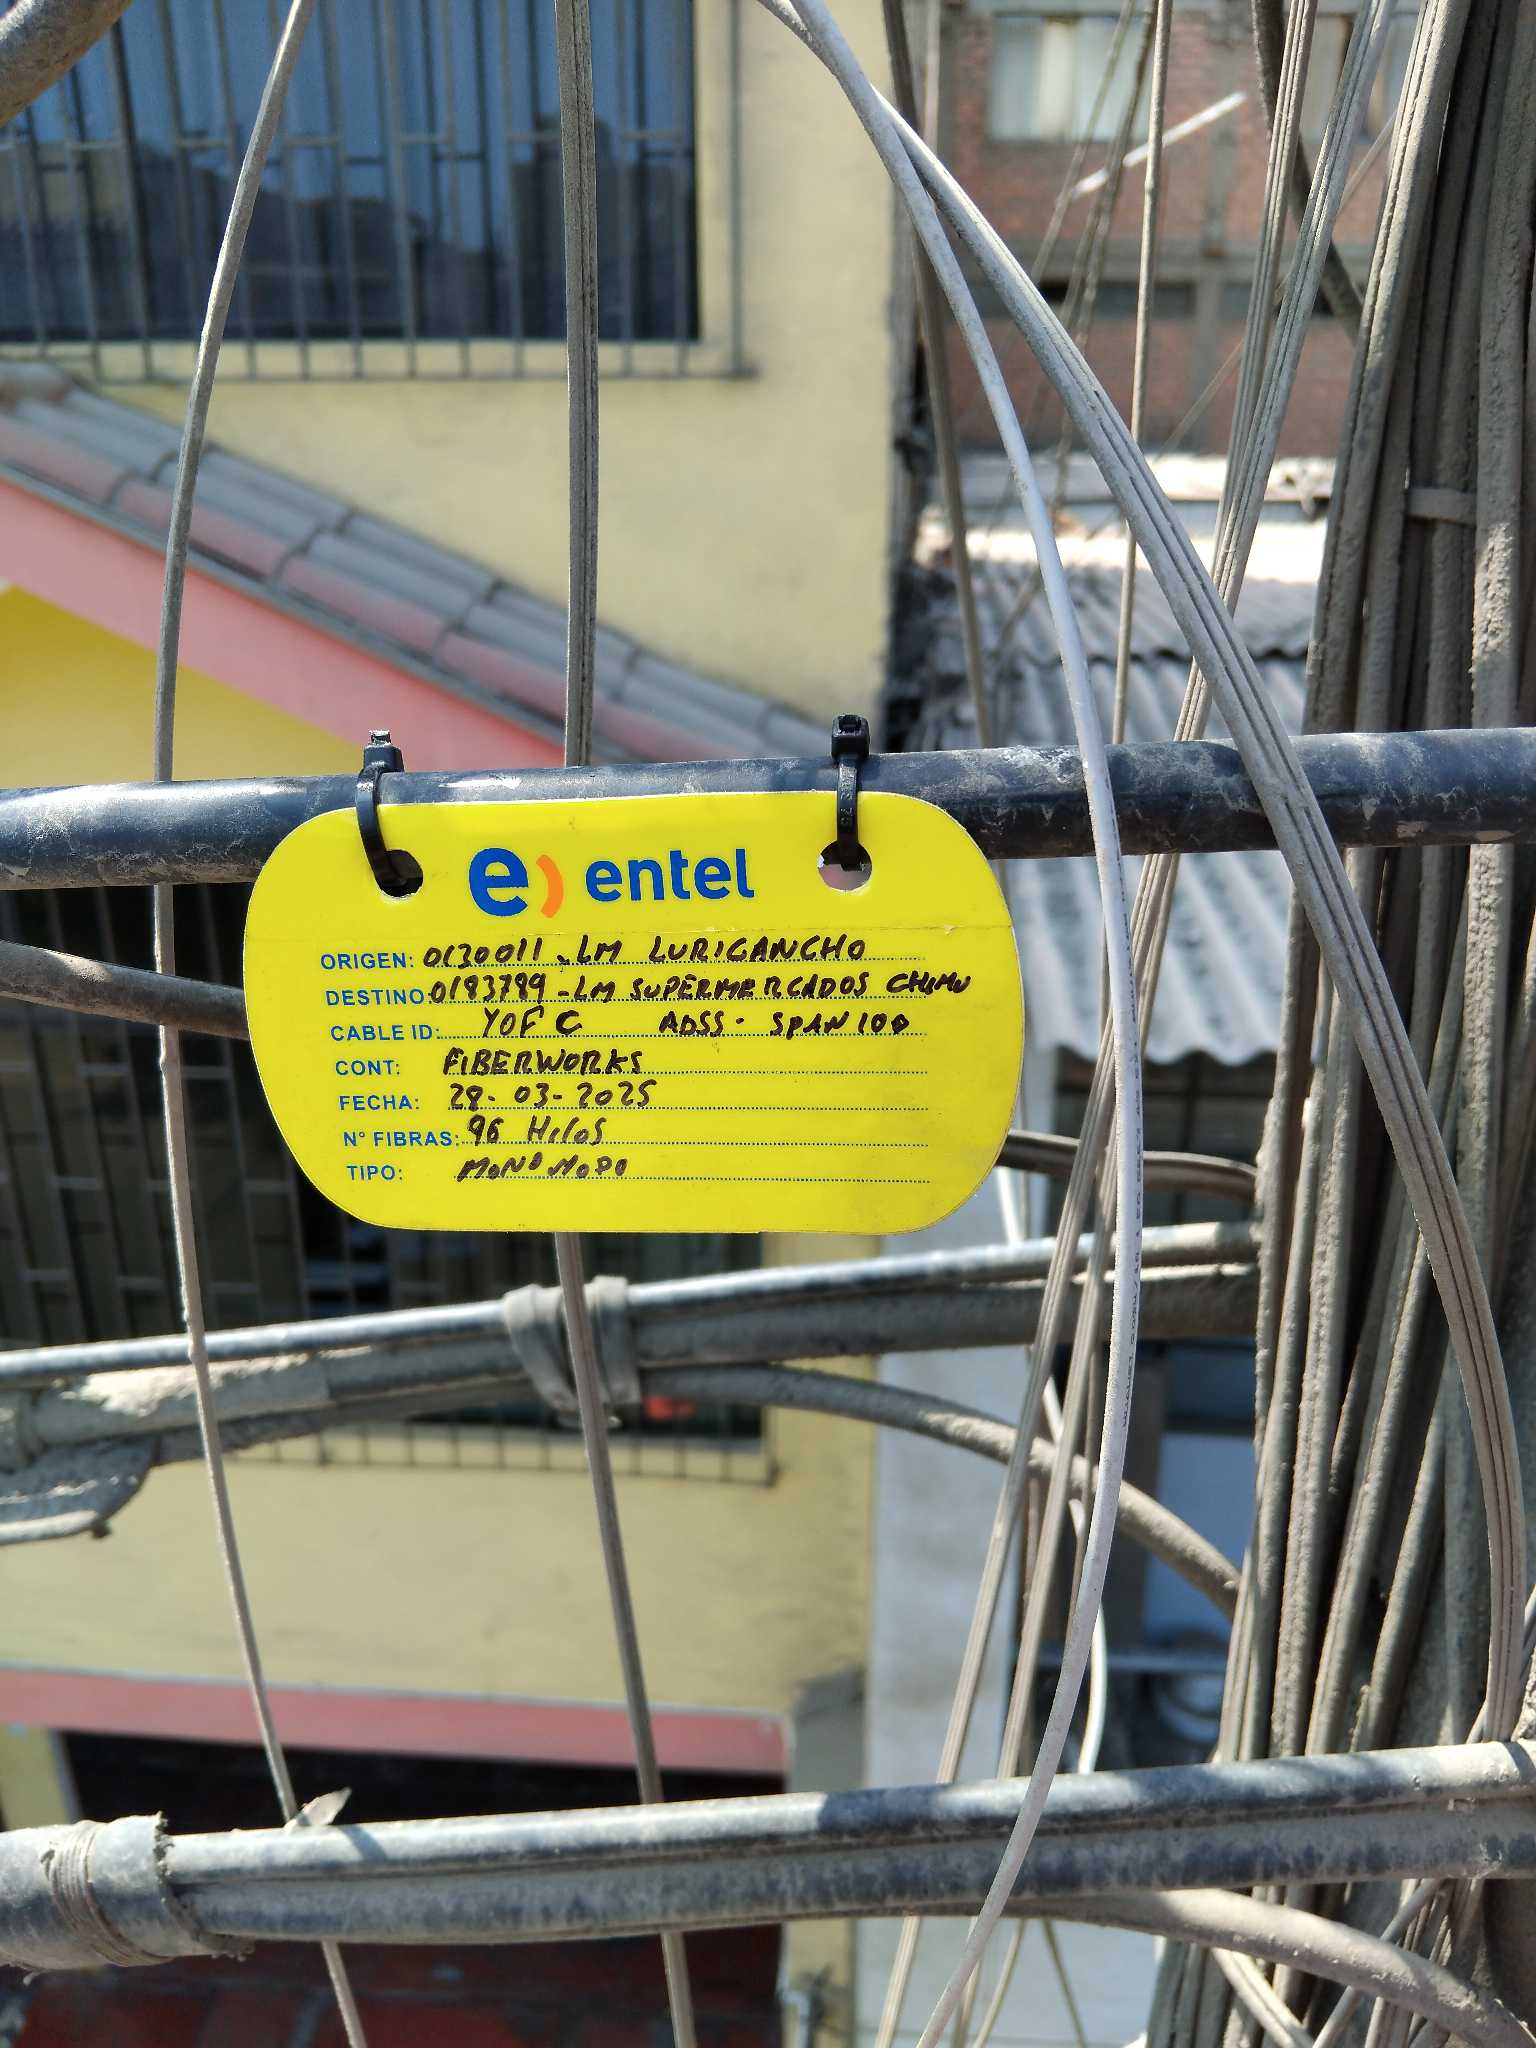 e) entel
ORIGEN: 0130011 - LM LURIGANCHO
DESTINO: 0183789 - LM SUPERMERCADOS CHIMU
CABLE ID: YOFC ADSS - SPAN 100
CONT: FIBERWORKS
FECHA: 28-03-2025
N° FIBRAS: 96 Hilos
TIPO: MONOMODO